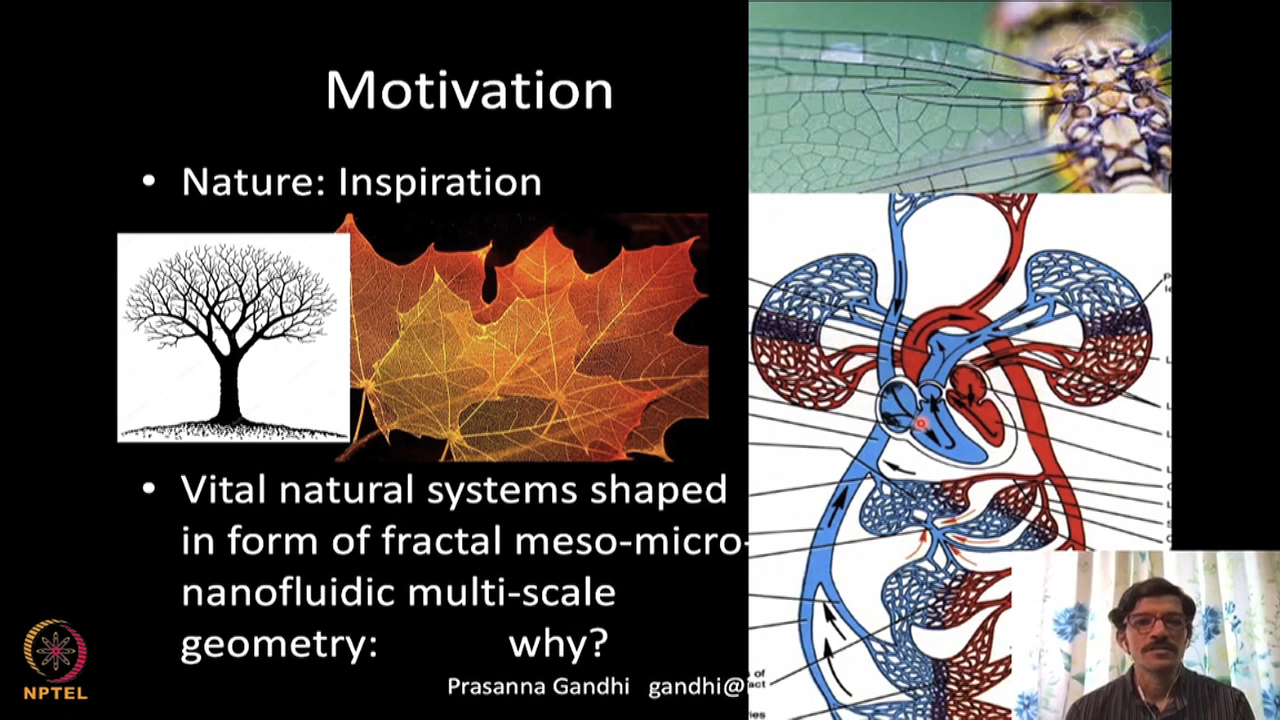 Motivation
• Nature: Inspiration
• Vital natural systems shaped
in form of fractal meso-micro-
nanofluidic multi-scale
geometry: why?
Prasanna Gandhi gandhi@
NPTEL